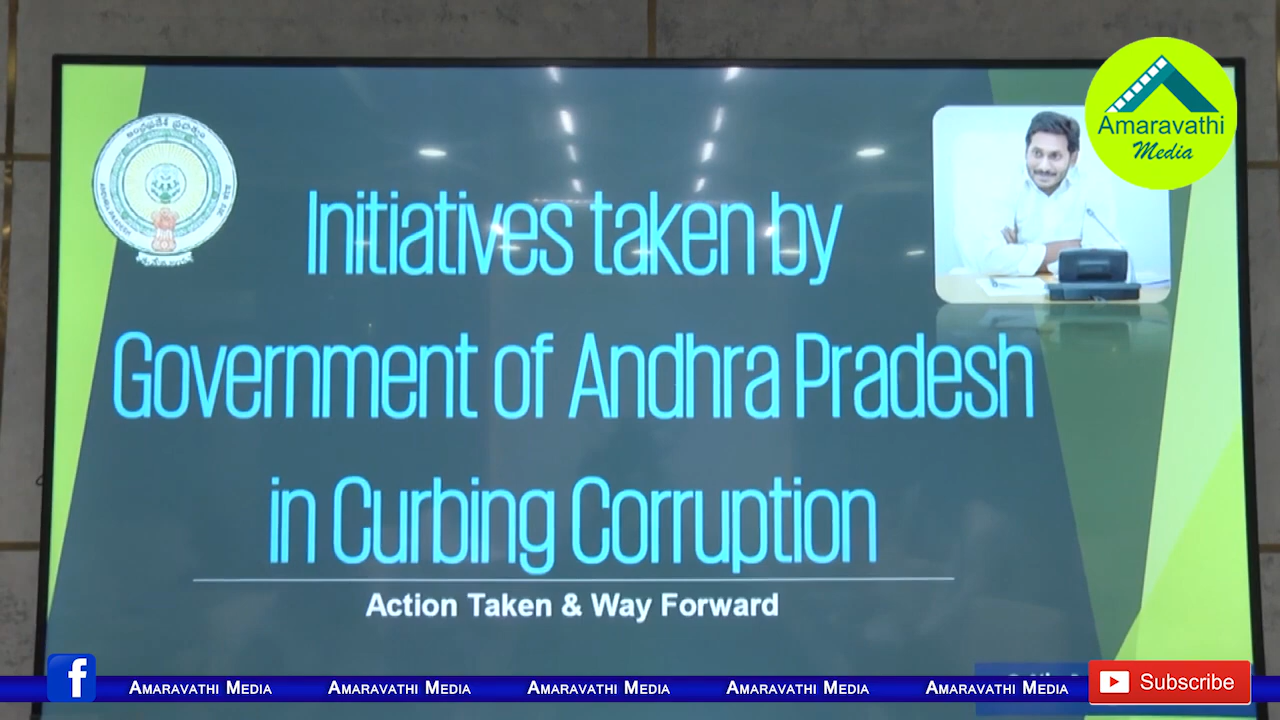 Amaravathi
Media
Initiatives taken by
Government of Andhra Pradesh
in Curbing Corruption
Action Taken & Way Forward
f
AMARAVATHI MEDIA AMARAVATHI MEDIA AMARAVATHI MEDIA AMARAVATHI MEDIA AMARAVATHI MEDIA
Subscribe